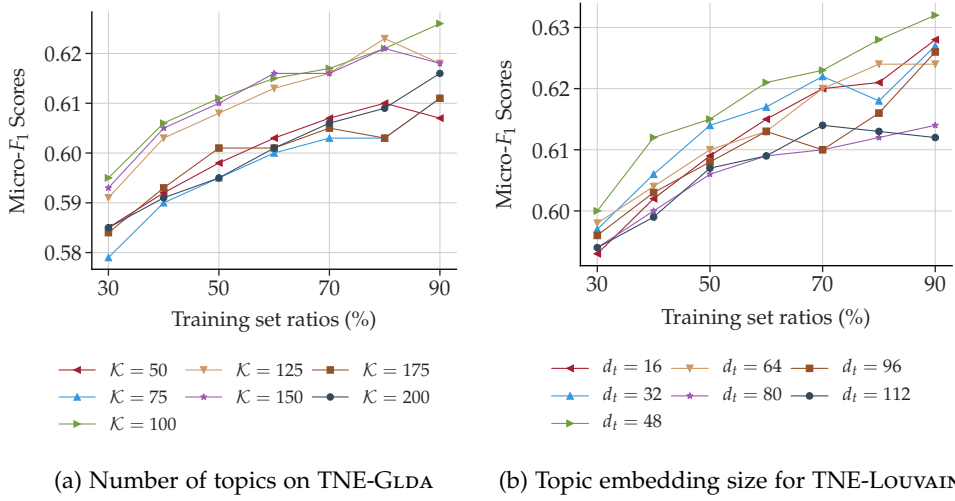 0.62
0.61
0.60
0.59
0.58
Micro-F1 Scores
30 50 70 90
Training set ratios (%)
K = 50 K = 125 K = 175
K = 75 K = 150 K = 200
K = 100
(a) Number of topics on TNE-GLDA
0.63
0.62
0.61
0.60
Micro-F1 Scores
30 50 70 90
Training set ratios (%)
dt = 16 dt = 64 dt = 96
dt = 32 dt = 80 dt = 112
dt = 48
(b) Topic embedding size for TNE-LOUVAIN